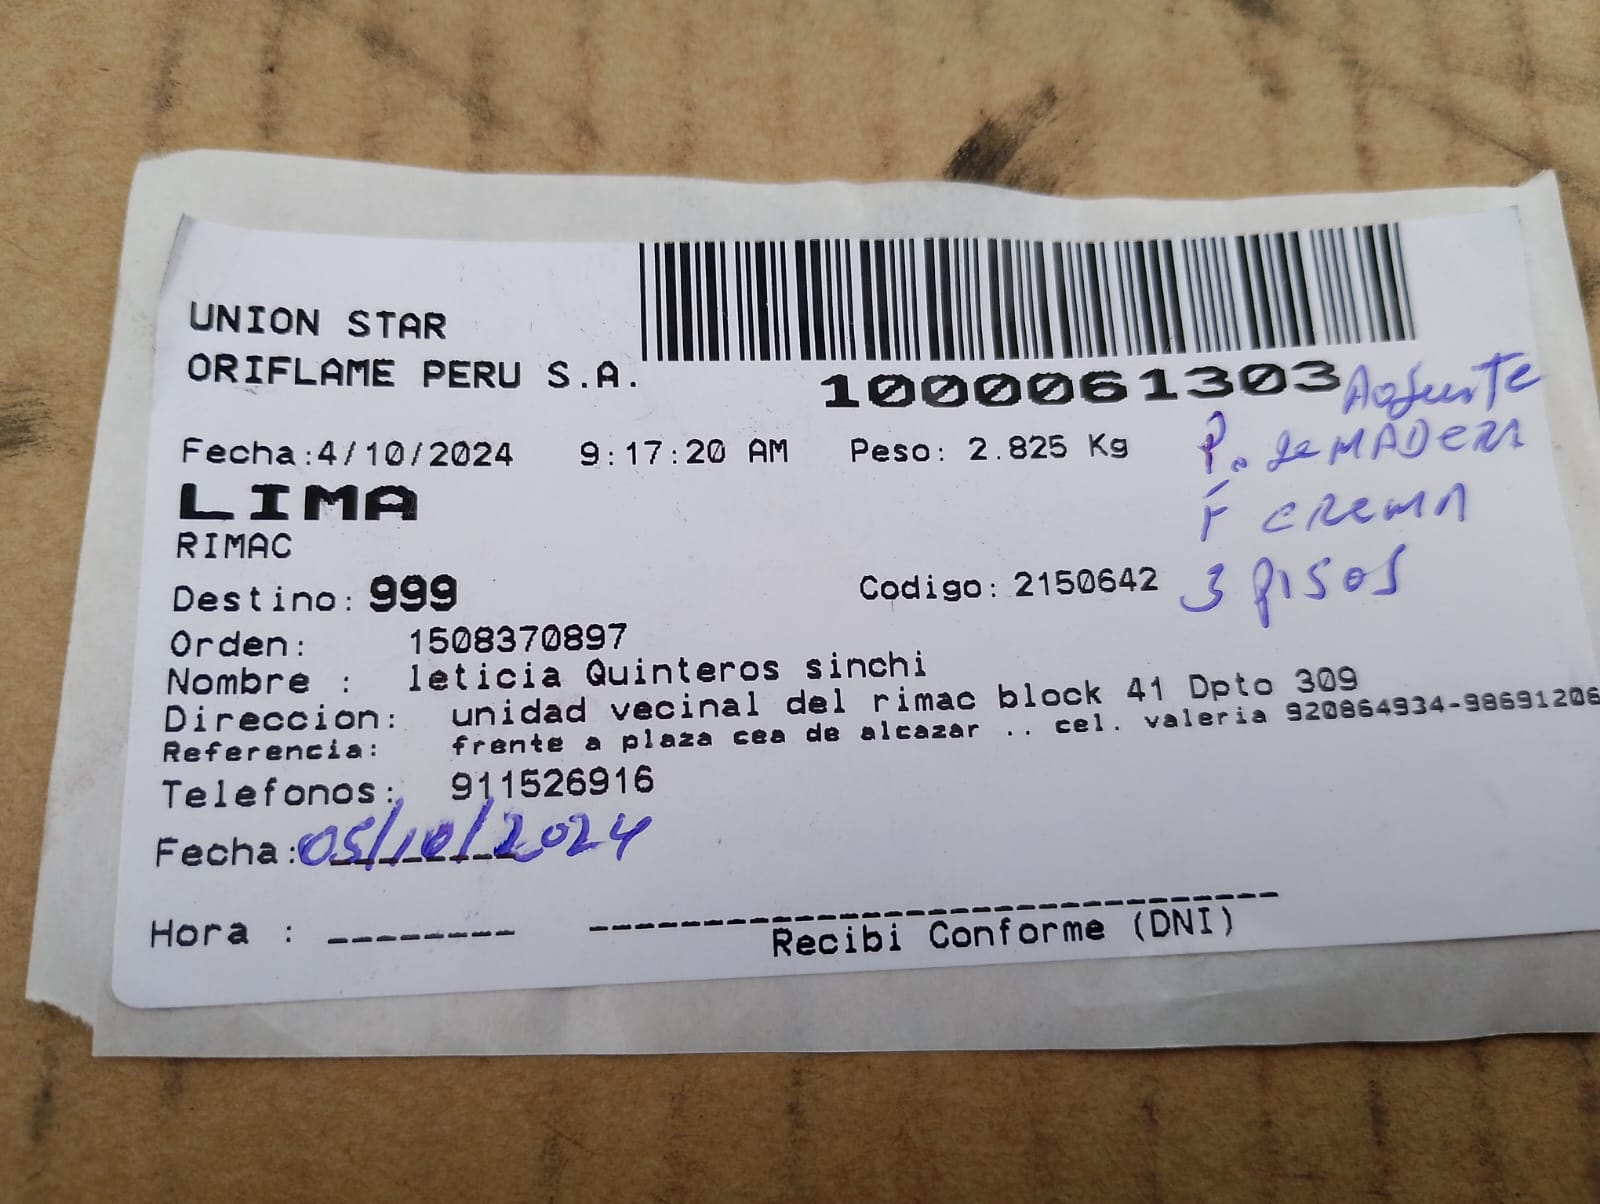 UNION STAR
ORIFLAME PERU S.A.
1000061303
Fecha:4/10/2024 9:17:20 AM Peso: 2.825 Kg
LIMA
RIMAC
P. de MADERA
F CREMA
3 PISOS
Destino: 999 Codigo: 2150642
Orden: 1508370897
Nombre : leticia Quinteros sinchi
Direccion: unidad vecinal del rimac block 41 Dpto 309
Referencia: frente a plaza cea de alcazar .. cel. valeria 920864934-98691206
Telefonos: 911526916
Fecha: 05/10/2024
Hora : ________
Recibi Conforme (DNI)